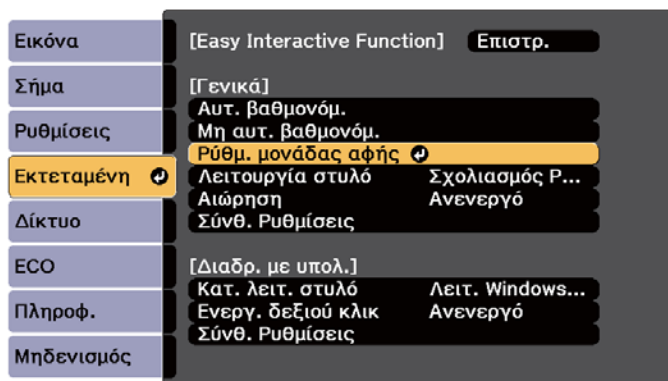 Εικόνα
Σήμα
Ρυθμίσεις
Εκτεταμένη
Δίκτυο
ECO
Πληροφ.
Μηδενισμός
[Easy Interactive Function] Επιστρ.
[Γενικά]
Αυτ. βαθμονόμ.
Μη αυτ. βαθμονόμ.
Ρύθμ. μονάδας αφής
Λειτουργία στυλό Σχολιασμός P...
Αιώρηση Ανενεργό
Σύνθ. Ρυθμίσεις
[Διαδρ. με υπολ.]
Κατ. λειτ. στυλό Λειτ. Windows...
Ενεργ. δεξιού κλικ Ανενεργό
Σύνθ. Ρυθμίσεις